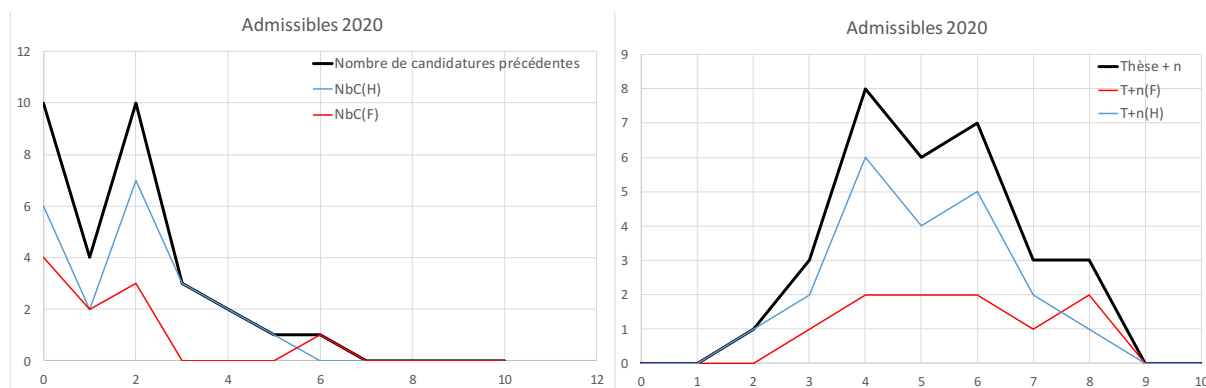 Admissibles 2020
12
10
8
6
4
2
0
0 2 4 6 8 10 12
Nombre de candidatures précédentes
NbC(H)
NbC(F)
Admissibles 2020
9
8
7
6
5
4
3
2
1
0
0 1 2 3 4 5 6 7 8 9 10
Thèse + n
T+n(F)
T+n(H)